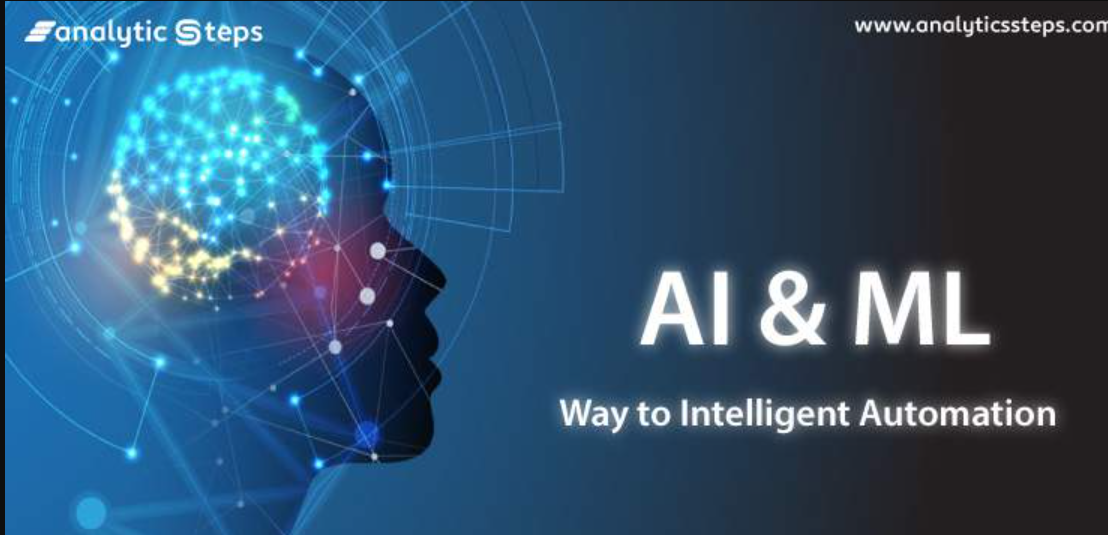 analytic Steps
www.analyticssteps.com
AI & ML
Way to Intelligent Automation